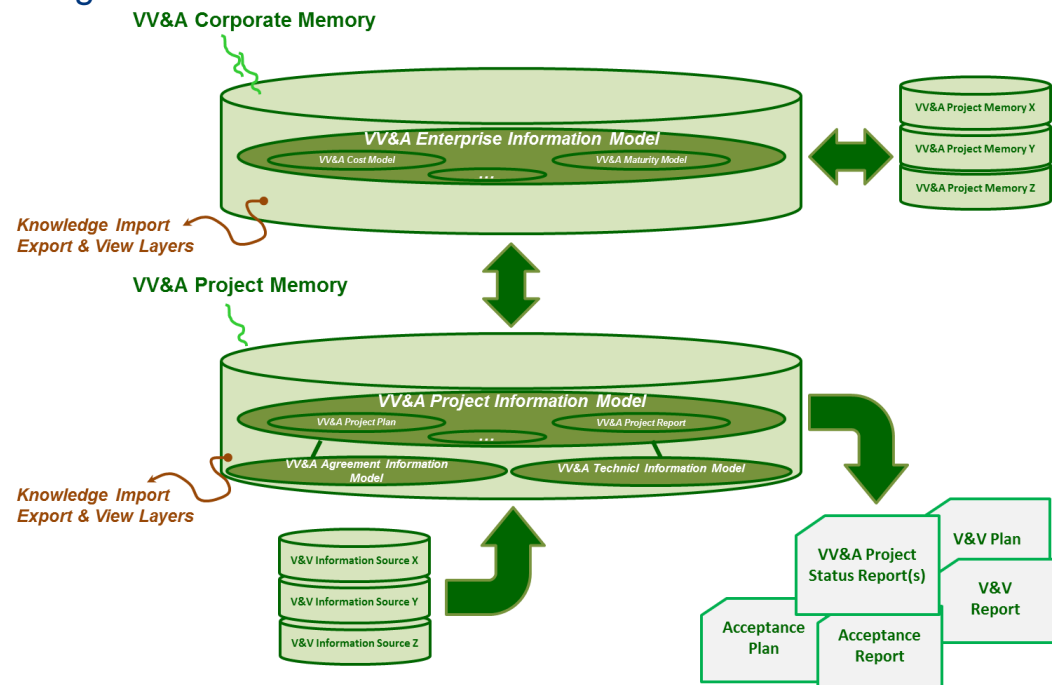 VV&A Corporate Memory
VV&A Enterprise Information Model
VV&A Cost Model
VV&A Maturity Model
...
VV&A Project Memory X
VV&A Project Memory Y
VV&A Project Memory Z
Knowledge Import
Export & View Layers
VV&A Project Memory
VV&A Project Information Model
VV&A Project Plan
VV&A Project Report
...
VV&A Agreement Information
Model
VV&A Technicl Information Model
Knowledge Import
Export & View Layers
V&V Information Source X
V&V Information Source Y
V&V Information Source Z
VV&A Project
Status Report(s)
V&V Plan
V&V
Report
Acceptance
Plan
Acceptance
Report